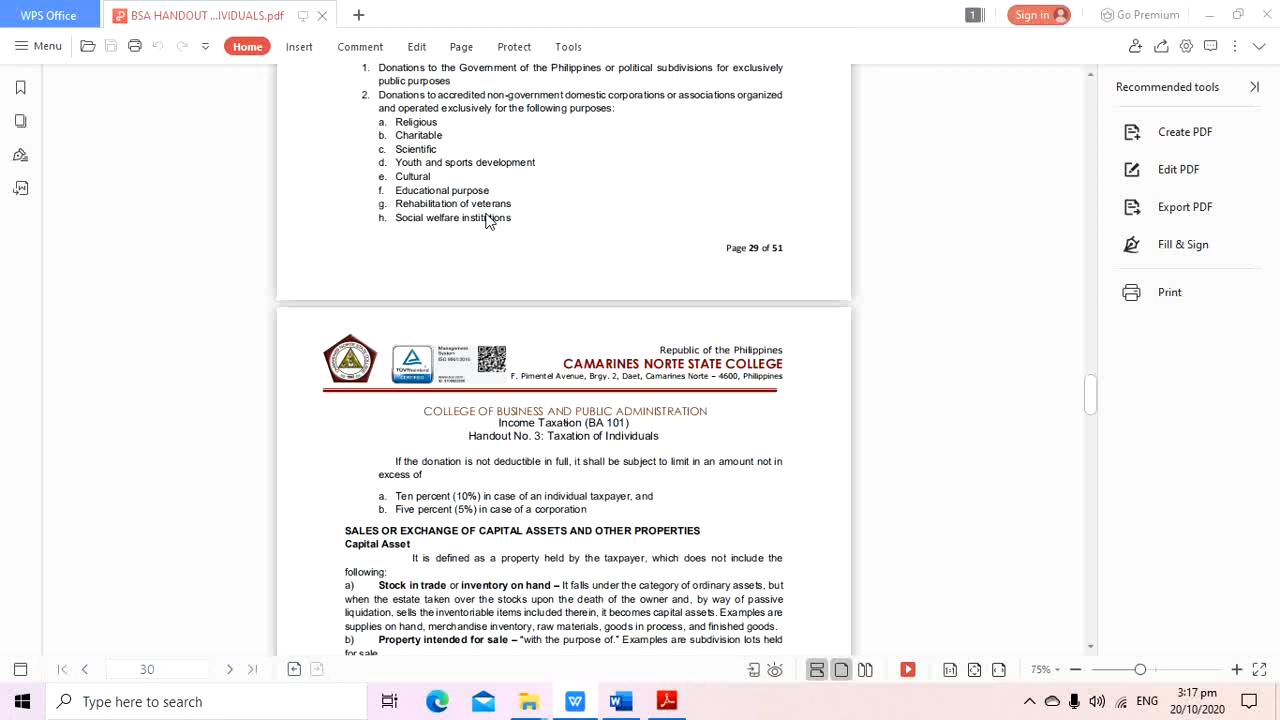 WPS Office
BSA HANDOUT ...IVIDUALS.pdf
1
Sign in
Go Premium
Menu
Home
Insert
Comment
Edit
Page
Protect
Tools
1. Donations to the Government of the Philippines or political subdivisions for exclusively
public purposes
2. Donations to accredited non-government domestic corporations or associations organized
and operated exclusively for the following purposes:
a. Religious
b. Charitable
c. Scientific
d. Youth and sports development
e. Cultural
f. Educational purpose
g. Rehabilitation of veterans
h. Social welfare institutions
Page 29 of 51
Management
System
ISO 9001:2015
TÜVRheinland
CERTIFIED
Republic of the Philippines
CAMARINES NORTE STATE COLLEGE
F. Pimentel Avenue, Brgy. 2, Daet, Camarines Norte – 4600, Philippines
COLLEGE OF BUSINESS AND PUBLIC ADMINISTRATION
Income Taxation (BA 101)
Handout No. 3: Taxation of Individuals
If the donation is not deductible in full, it shall be subject to limit in an amount not in
excess of
a. Ten percent (10%) in case of an individual taxpayer, and
b. Five percent (5%) in case of a corporation
SALES OR EXCHANGE OF CAPITAL ASSETS AND OTHER PROPERTIES
Capital Asset
It is defined as a property held by the taxpayer, which does not include the
following:
a) Stock in trade or inventory on hand – It falls under the category of ordinary assets, but
when the estate taken over the stocks upon the death of the owner and, by way of passive
liquidation, sells the inventoriable items included therein, it becomes capital assets. Examples are
supplies on hand, merchandise inventory, raw materials, goods in process, and finished goods.
b) Property intended for sale – "with the purpose of." Examples are subdivision lots held
for sale
Recommended tools
Create PDF
Edit PDF
Export PDF
Fill & Sign
Print
30
75%
Type here to search
ENG
3:17 pm
20/10/2020